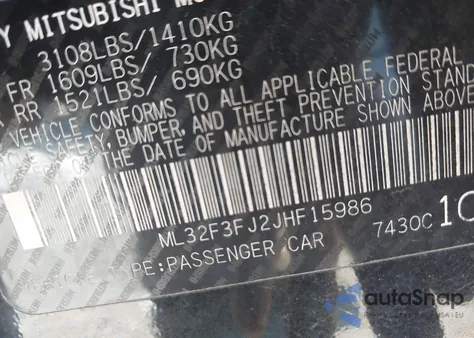 Y MITSUBISHI MO
3108LBS/1410KG
FR 1609LBS/ 730KG
RR 1521LBS/ 690KG
VEHICLE CONFORMS TO ALL APPLICABLE FEDERAL
SAFETY, BUMPER, AND THEFT PREVENTION STAND
THE DATE OF MANUFACTURE SHOWN ABOVE
ML32F3FJ2JHF15986
7430C
PE:PASSENGER CAR
autoSnap